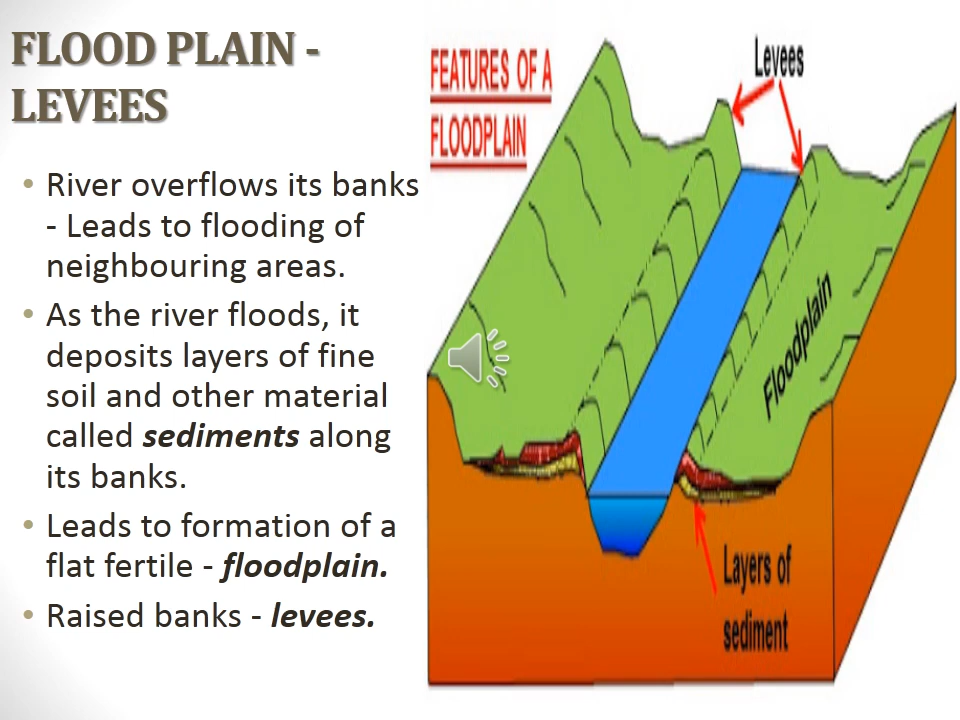 FLOOD PLAIN -
LEVEES
• River overflows its banks
- Leads to flooding of
neighbouring areas.
• As the river floods, it
deposits layers of fine
soil and other material
called sediments along
its banks.
• Leads to formation of a
flat fertile - floodplain.
• Raised banks - levees.
FEATURES OF A
FLOODPLAIN
Levees
Floodplain
Layers of
sediment